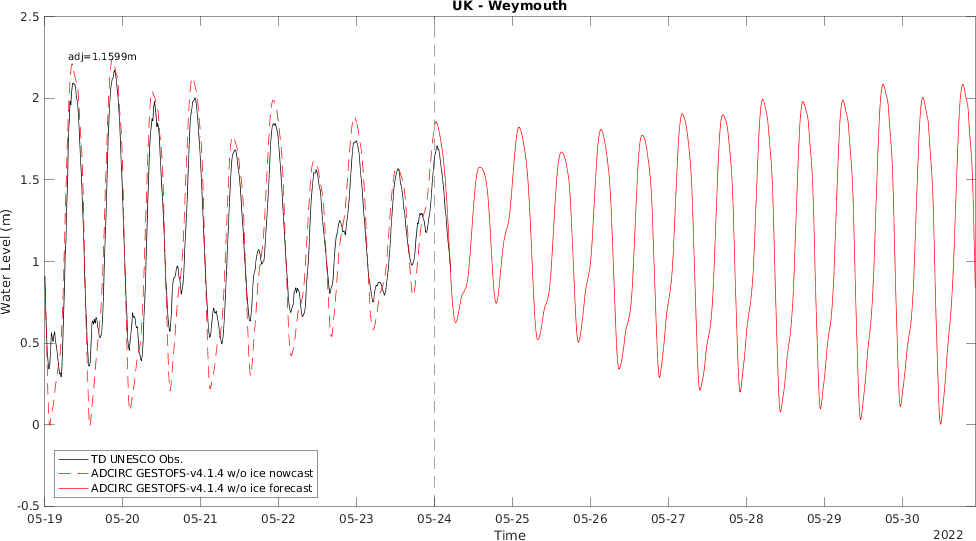 UK - Weymouth
adj=1.1599m
Water Level (m)
2.5
2
1.5
1
0.5
0
-0.5
TD UNESCO Obs.
ADCIRC GESTOFS-v4.1.4 w/o ice nowcast
ADCIRC GESTOFS-v4.1.4 w/o ice forecast
05-19 05-20 05-21 05-22 05-23 05-24 05-25 05-26 05-27 05-28 05-29 05-30
Time
2022